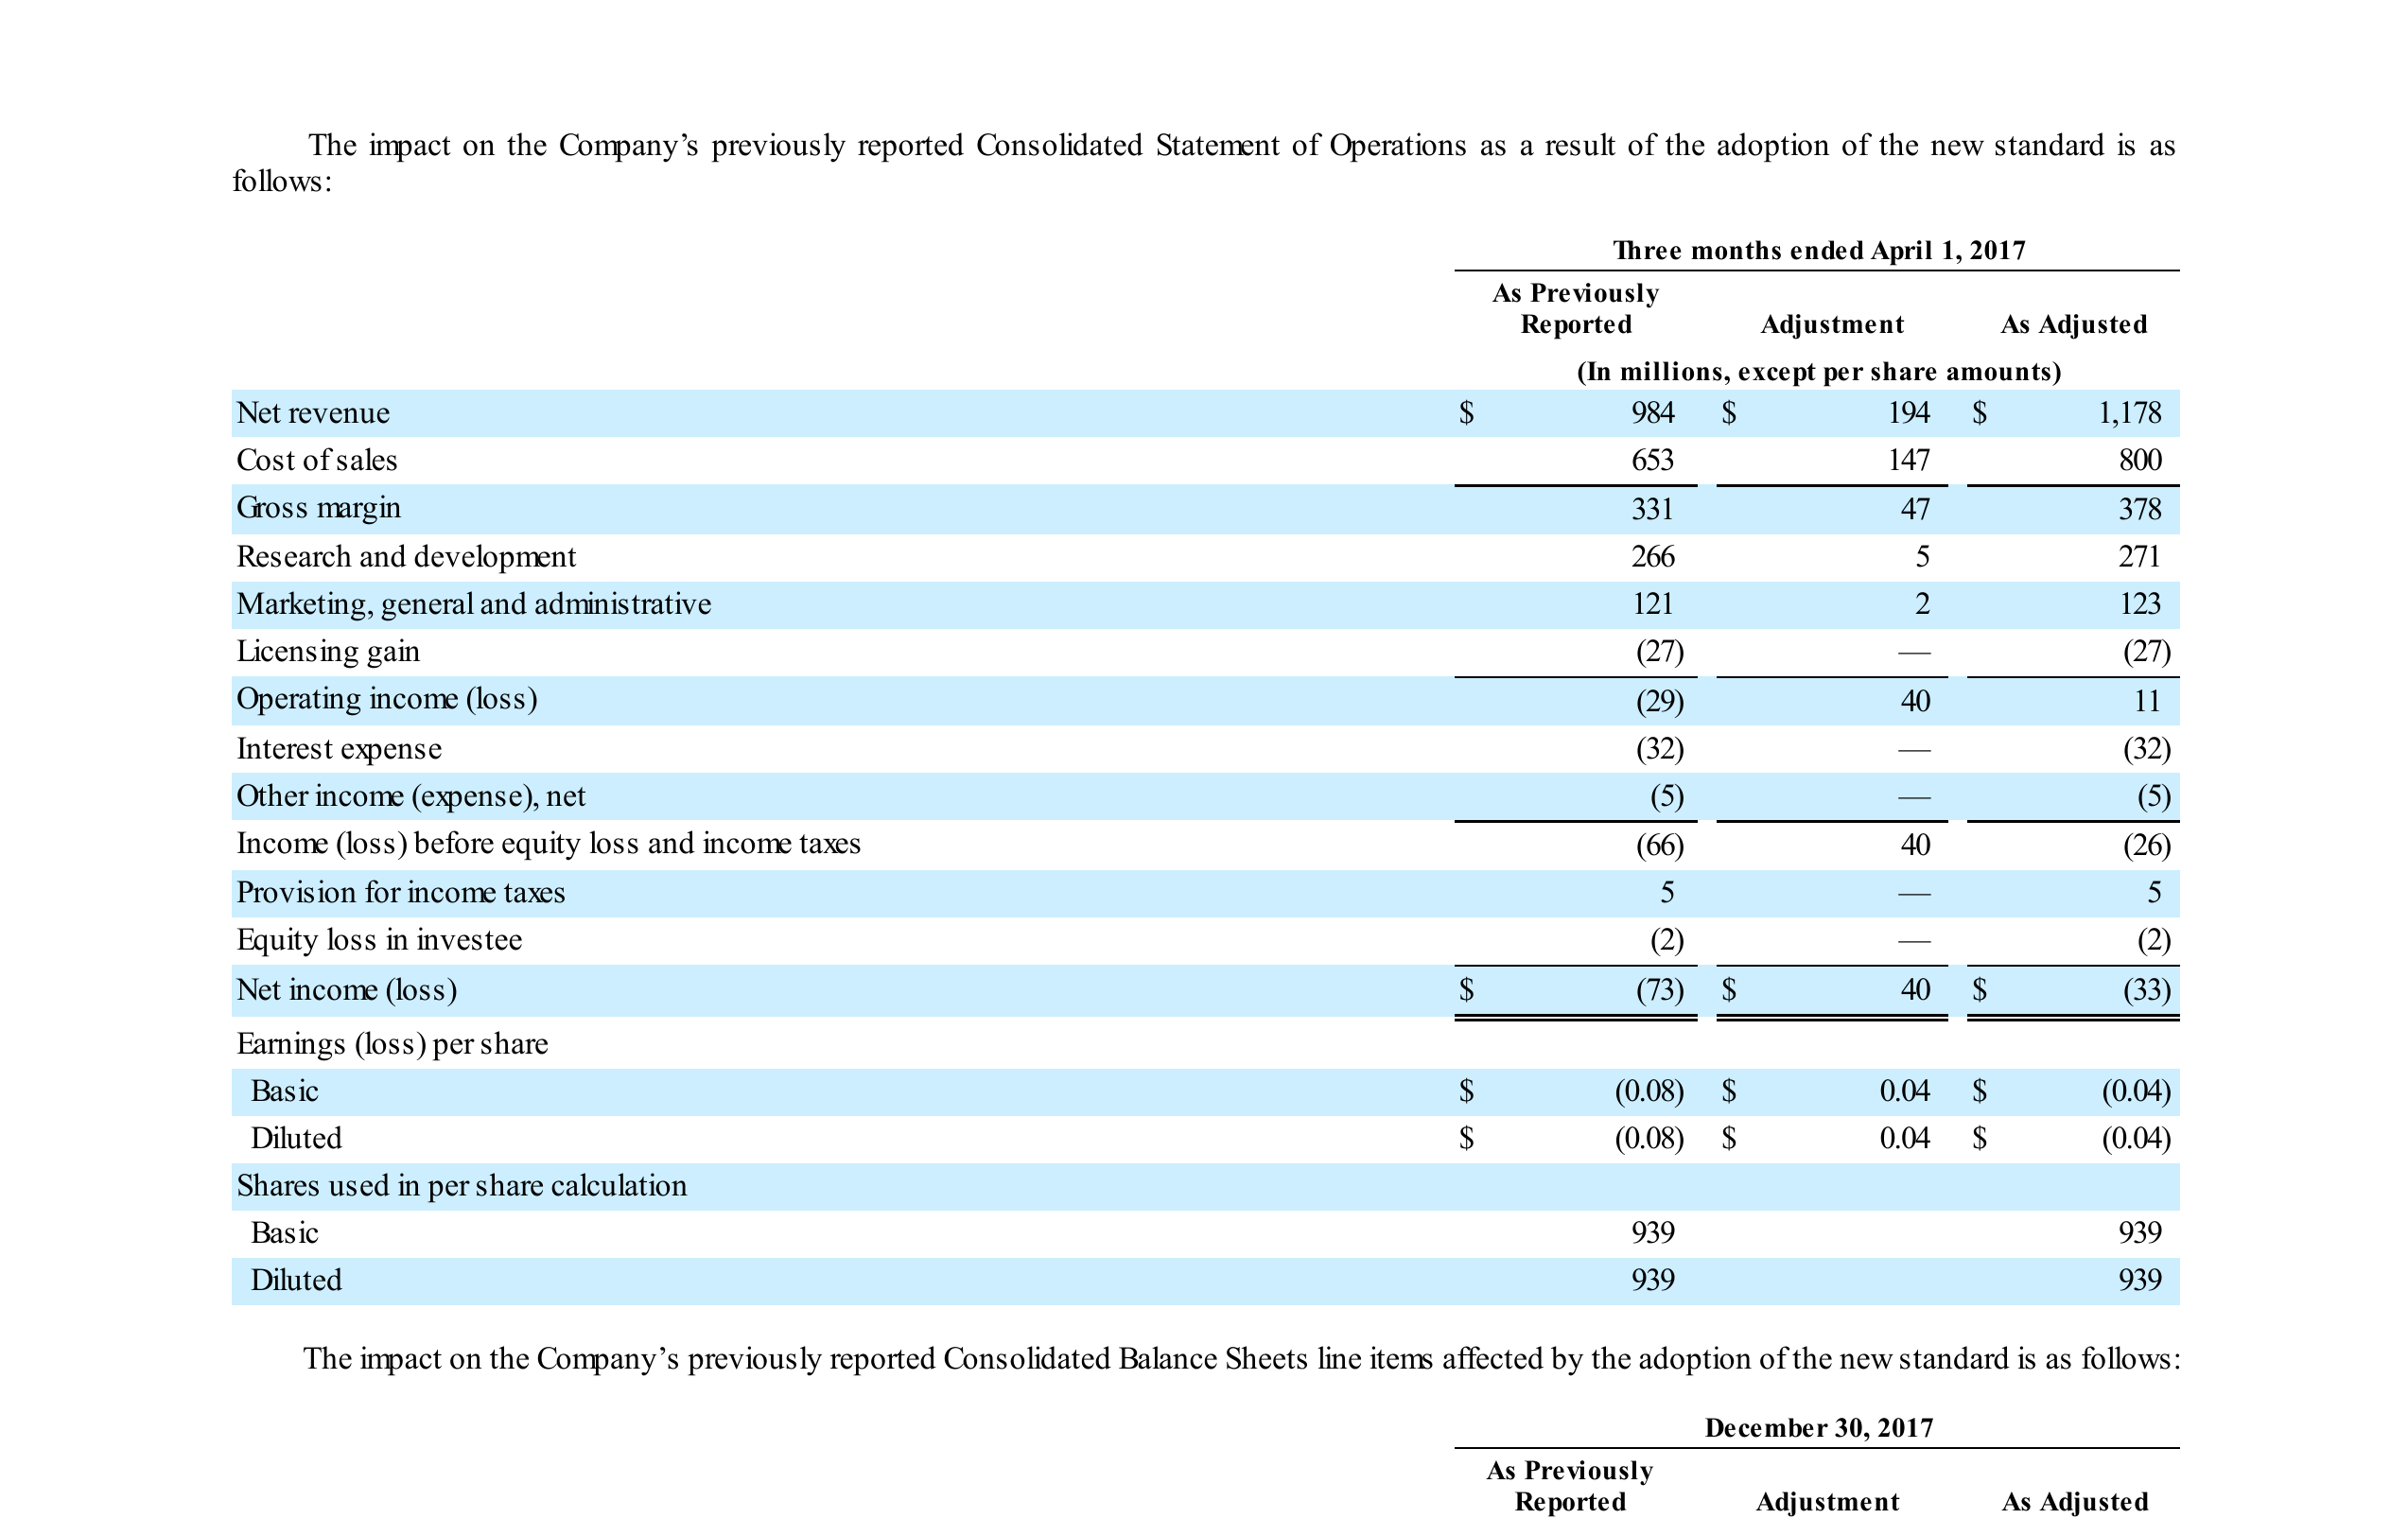 The impact on the Company’s previously reported Consolidated Statement of Operations as a result of the adoption of the new standard is as
follows:
Three months ended April 1, 2017
As Previously
Reported Adjustment As Adjusted
(In millions, except per share amounts)
Net revenue $ 984 $ 194 $ 1,178
Cost of sales 653 147 800
Gross margin 331 47 378
Research and development 266 5 271
Marketing, general and administrative 121 2 123
Licensing gain (27) — (27)
Operating income (loss) (29) 40 11
Interest expense (32) — (32)
Other income (expense), net (5) — (5)
Income (loss) before equity loss and income taxes (66) 40 (26)
Provision for income taxes 5 — 5
Equity loss in investee (2) — (2)
Net income (loss) $ (73) $ 40 $ (33)
Earnings (loss) per share
Basic $ (0.08) $ 0.04 $ (0.04)
Diluted $ (0.08) $ 0.04 $ (0.04)
Shares used in per share calculation
Basic 939 939
Diluted 939 939
The impact on the Company’s previously reported Consolidated Balance Sheets line items affected by the adoption of the new standard is as follows:
December 30, 2017
As Previously
Reported Adjustment As Adjusted